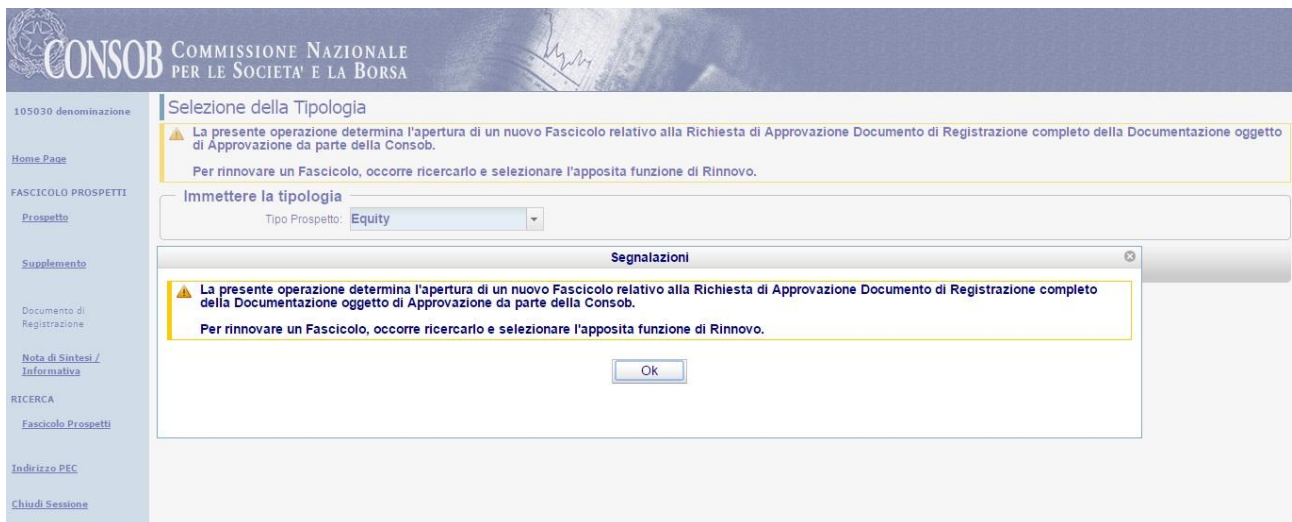 CONSOB COMMISSIONE NAZIONALE
PER LE SOCIETA' E LA BORSA
105030 denominazione
Home Page
FASCICOLO PROSPETTI
Prospetto
Supplemento
Documento di
Registrazione
Nota di Sintesi /
Informativa
RICERCA
Fascicolo Prospetti
Indirizzo PEC
Chiudi Sessione
Selezione della Tipologia
La presente operazione determina l'apertura di un nuovo Fascicolo relativo alla Richiesta di Approvazione Documento di Registrazione completo della Documentazione oggetto
di Approvazione da parte della Consob.
Per rinnovare un Fascicolo, occorre ricercarlo e selezionare l'apposita funzione di Rinnovo.
Immettere la tipologia
Tipo Prospetto: Equity
Segnalazioni
La presente operazione determina l'apertura di un nuovo Fascicolo relativo alla Richiesta di Approvazione Documento di Registrazione completo
della Documentazione oggetto di Approvazione da parte della Consob.
Per rinnovare un Fascicolo, occorre ricercarlo e selezionare l'apposita funzione di Rinnovo.
Ok